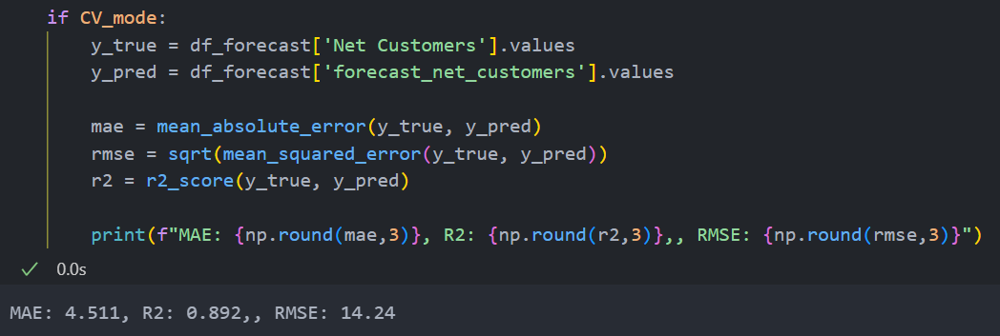 if CV_mode:
    y_true = df_forecast['Net Customers'].values
    y_pred = df_forecast['forecast_net_customers'].values
    mae = mean_absolute_error(y_true, y_pred)
    rmse = sqrt(mean_squared_error(y_true, y_pred))
    r2 = r2_score(y_true, y_pred)
    print(f"MAE: {np.round(mae,3)}, R2: {np.round(r2,3)},, RMSE: {np.round(rmse,3)}")
0.0s
MAE: 4.511, R2: 0.892,, RMSE: 14.24